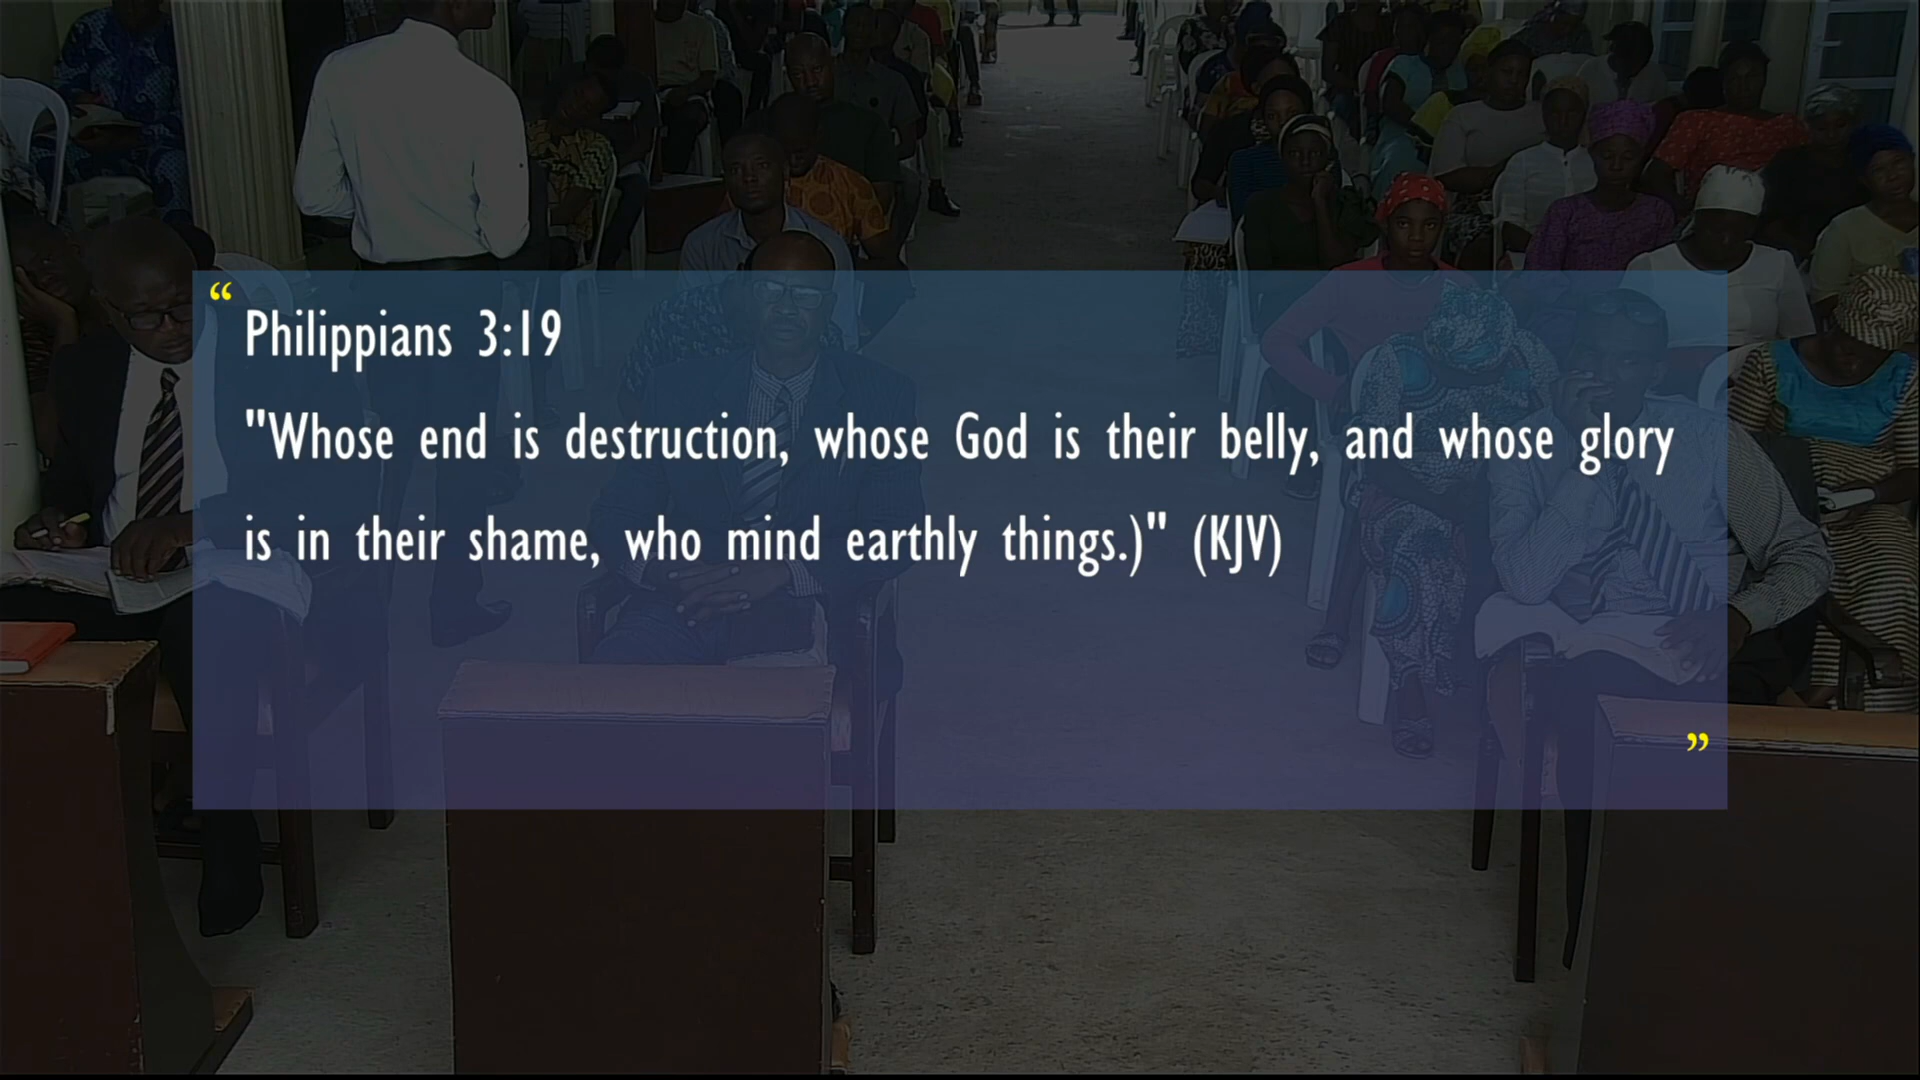 “
Philippians 3:19
"Whose end is destruction, whose God is their belly, and whose glory
is in their shame, who mind earthly things.)" (KJV)
”